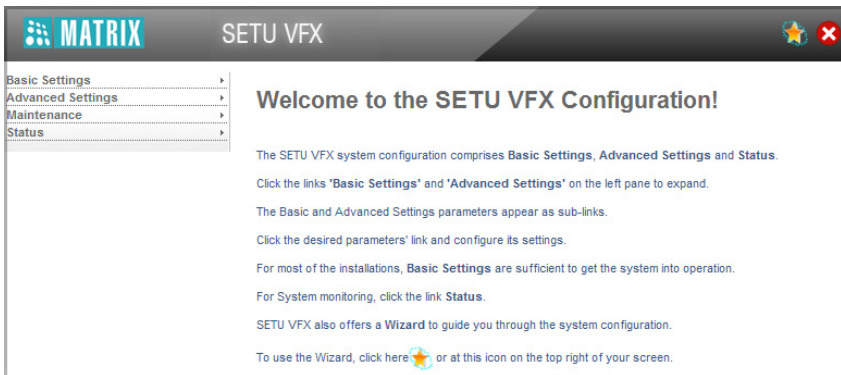 MATRIX SETU VFX
Basic Settings
Advanced Settings
Maintenance
Status
Welcome to the SETU VFX Configuration!
The SETU VFX system configuration comprises Basic Settings, Advanced Settings and Status.
Click the links 'Basic Settings' and 'Advanced Settings' on the left pane to expand.
The Basic and Advanced Settings parameters appear as sub-links.
Click the desired parameters' link and configure its settings.
For most of the installations, Basic Settings are sufficient to get the system into operation.
For System monitoring, click the link Status.
SETU VFX also offers a Wizard to guide you through the system configuration.
To use the Wizard, click here or at this icon on the top right of your screen.